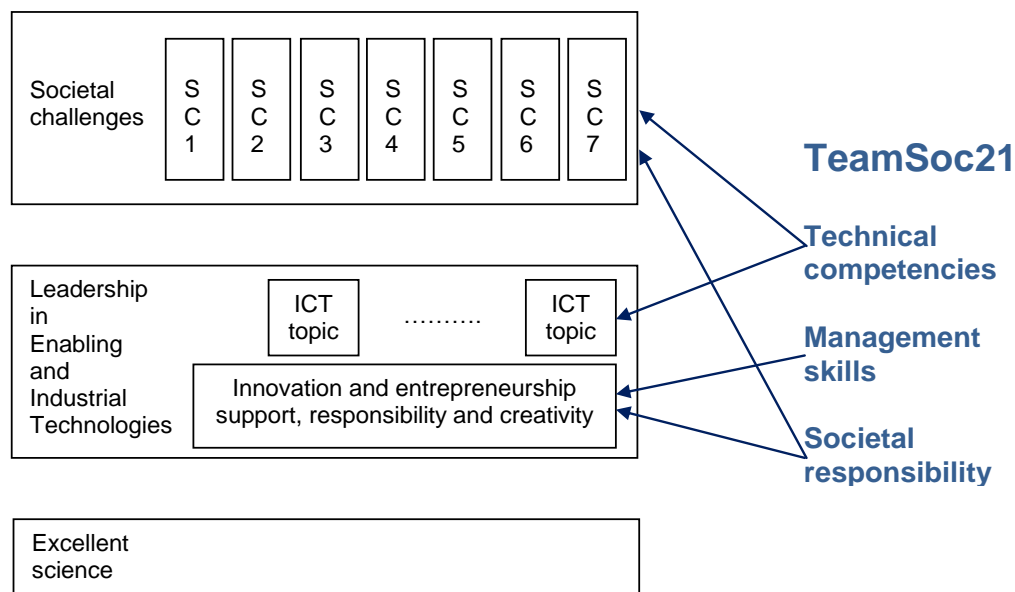 Societal
challenges
S
C
1
S
C
2
S
C
3
S
C
4
S
C
5
S
C
6
S
C
7
TeamSoc21
Technical
competencies
Leadership
in
Enabling
and
Industrial
Technologies
ICT
topic
..........
ICT
topic
Innovation and entrepreneurship
support, responsibility and creativity
Management
skills
Societal
responsibility
Excellent
science